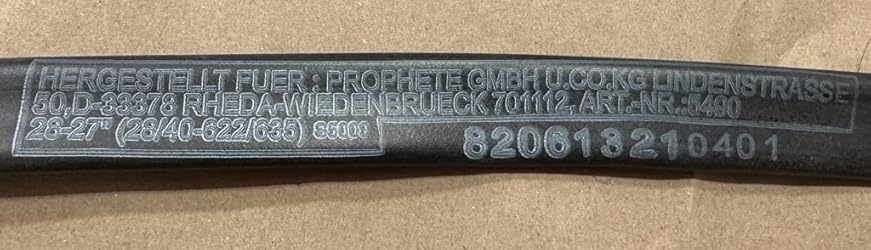 HERGESTELLT FUER : PROPHETE GMBH U.CO.KG LINDENSTRASSE
50,D-33378 RHEDA-WIEDENBRUECK 701112, ART.-NR.:5490
28-27" (28/40-622/635) S5000
820613210401